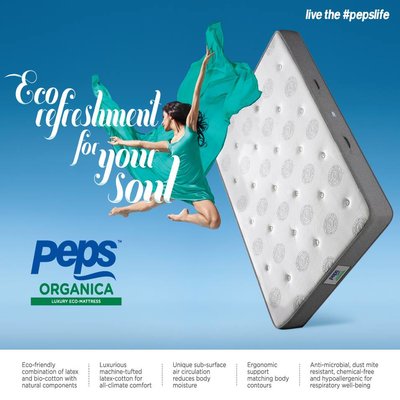 live the #pepslife
Eco
refreshment
for
your
soul
peps™
ORGANICA
LUXURY ECO-MATTRESS
Eco-friendly
combination of latex
and bio-cotton with
natural components
Luxurious
machine-tufted
latex-cotton for
all-climate comfort
Unique sub-surface
air circulation
reduces body
moisture
Ergonomic
support
matching body
contours
Anti-microbial, dust mite
resistant, chemical-free
and hypoallergenic for
respiratory well-being
peps